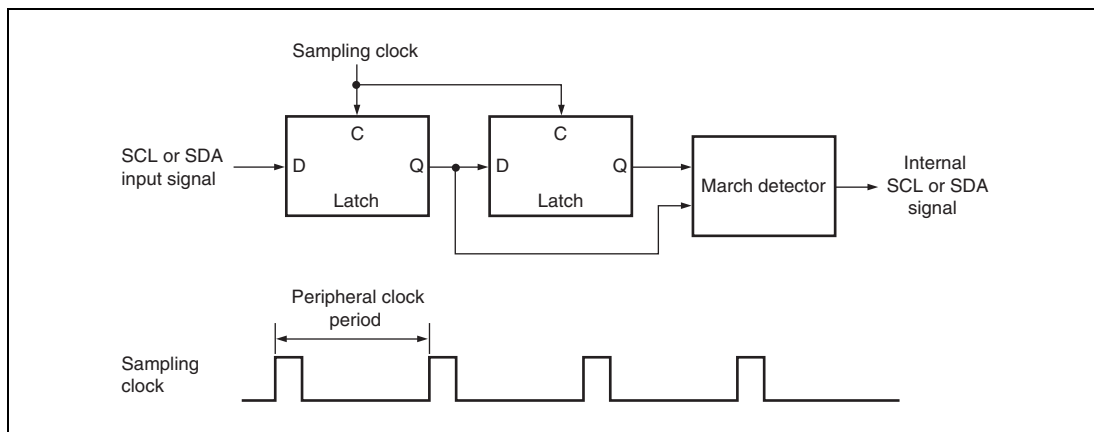 Sampling clock
SCL or SDA
input signal
C
D
Q
Latch
C
D
Q
Latch
March detector
Internal
SCL or SDA
signal
Peripheral clock
period
Sampling
clock